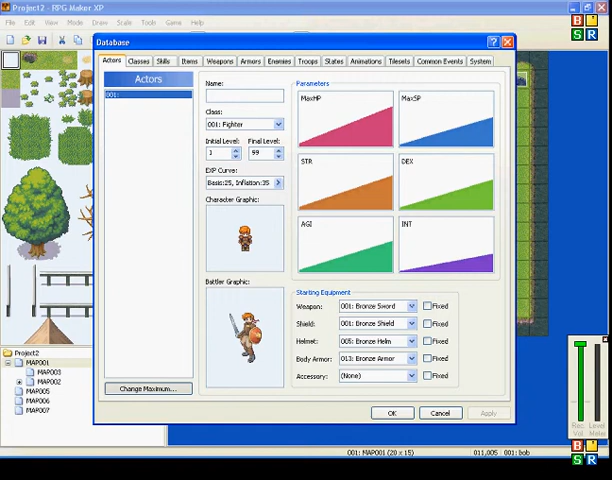 Project2 - RPG Maker XP
File Edit View Mode Draw Scale Tools Game Help
Database
Actors Classes Skills Items Weapons Armors Enemies Troops States Animations Tilesets Common Events System
Actors
001:
Change Maximum...
Name:
Class:
001: Fighter
Initial Level: Final Level:
1 99
EXP Curve:
Basis:25, Inflation:35
Character Graphic:
Battler Graphic:
Parameters
MaxHP MaxSP
STR DEX
AGI INT
Starting Equipment
Weapon: 001: Bronze Sword Fixed
Shield: 001: Bronze Shield Fixed
Helmet: 005: Bronze Helm Fixed
Body Armor: 013: Bronze Armor Fixed
Accessory: (None) Fixed
OK Cancel Apply
Project2
MAP001
MAP003
MAP002
MAP005
MAP006
MAP007
B I
S R
Rec. Vol Level Meter
B I
S R
001: MAP001 (20 x 15) 011,005 001: bob